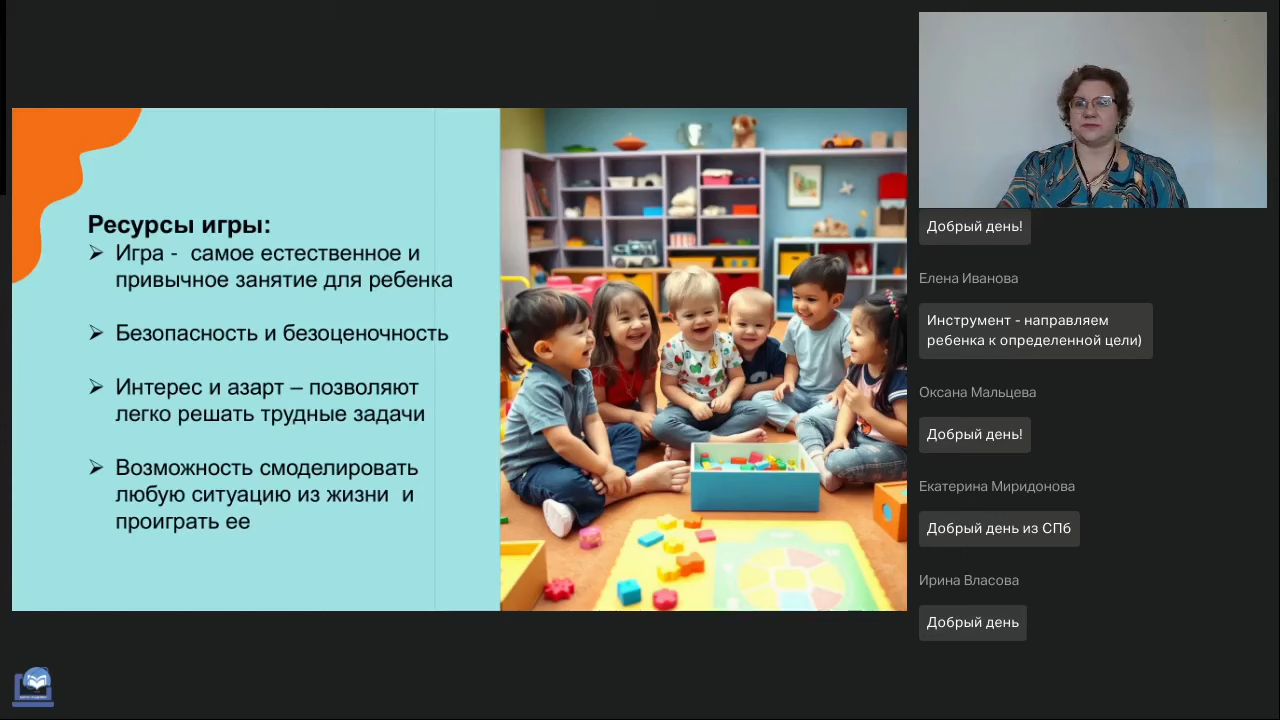 Ресурсы игры:
Игра - самое естественное и
привычное занятие для ребенка
Безопасность и безоценочность
Интерес и азарт – позволяют
легко решать трудные задачи
Возможность смоделировать
любую ситуацию из жизни и
проиграть ее
Добрый день!
Елена Иванова
Инструмент - направляем
ребенка к определенной цели)
Оксана Мальцева
Добрый день!
Екатерина Миридонова
Добрый день из СПб
Ирина Власова
Добрый день